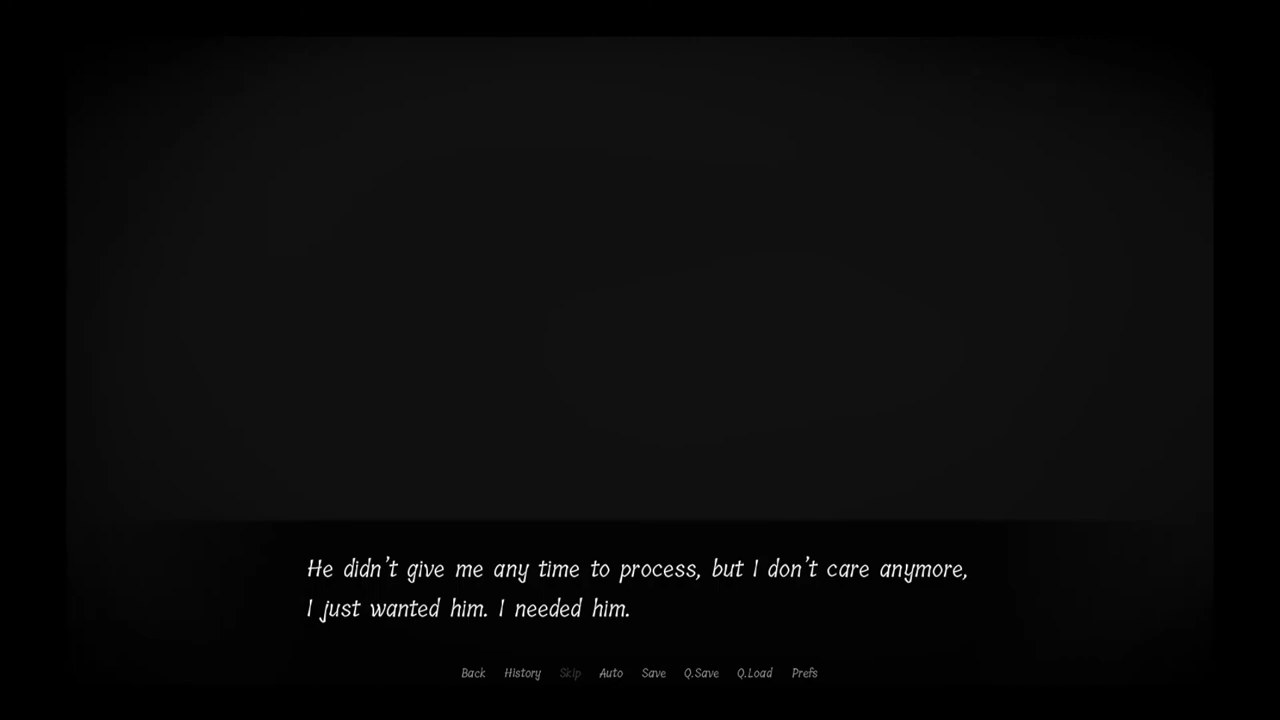 He didn't give me any time to process, but I don't care anymore,
I just wanted him. I needed him.
Back History Skip Auto Save Q.Save Q.Load Prefs